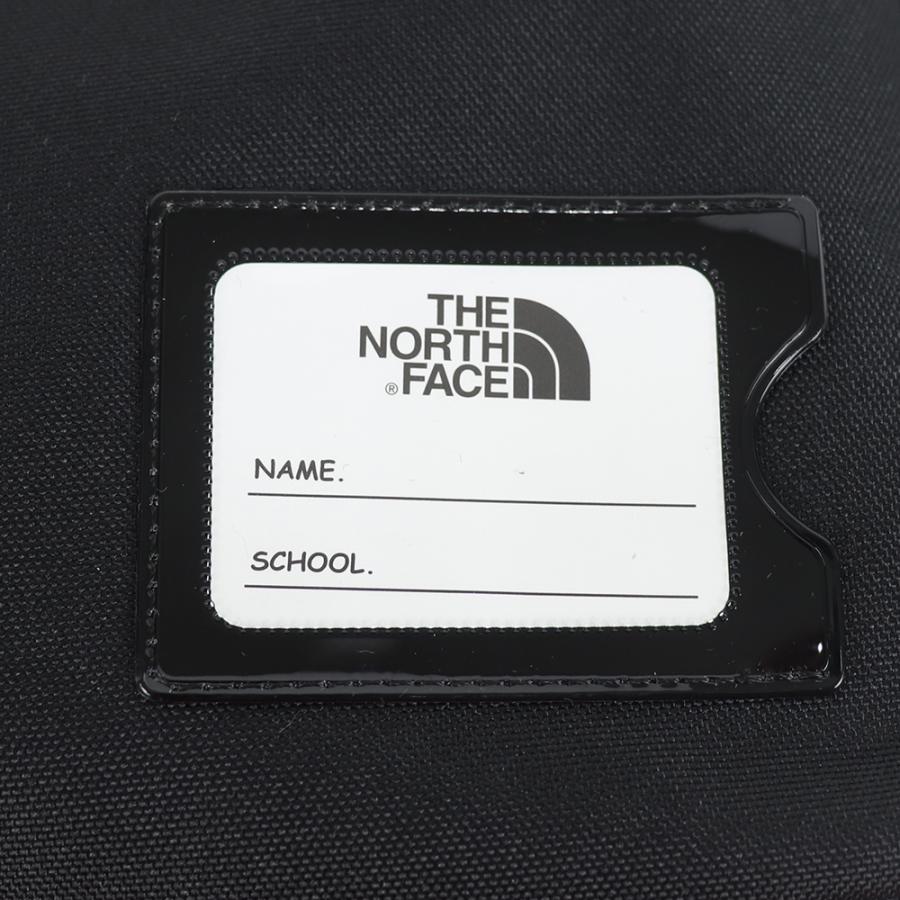 THE
NORTH
® FACE
NAME.
SCHOOL.